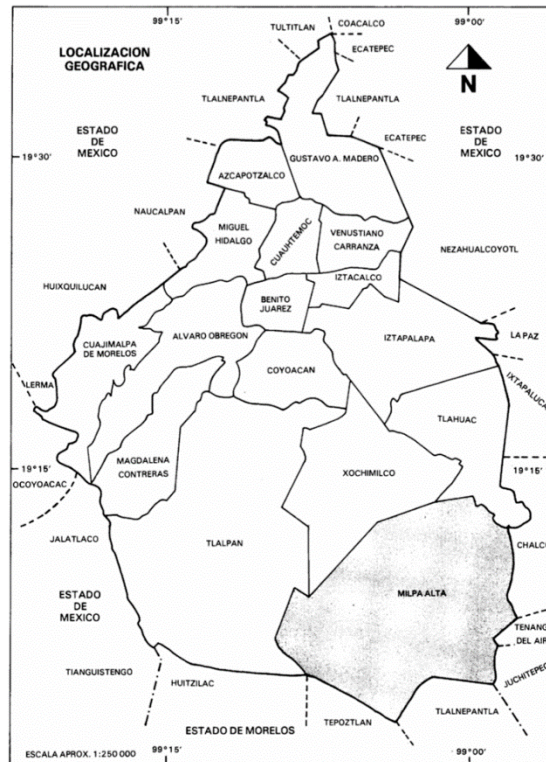 99°15'
99°00'
LOCALIZACION
GEOGRAFICA
TULTITLAN
COACALCO
ECATEPEC
N
TLALNEPANTLA
TLALNEPANTLA
ESTADO
DE
MEXICO
ECATEPEC
ESTADO
DE
MEXICO
19°30'
19°30'
GUSTAVO A. MADERO
AZCAPOTZALCO
NAUCALPAN
MIGUEL
HIDALGO
CUAUHTEMOC
VENUSTIANO
CARRANZA
NEZAHUALCOYOTL
HUIXQUILUCAN
IZTACALCO
BENITO
JUAREZ
CUAJIMALPA
DE MORELOS
ALVARO OBREGON
IZTAPALAPA
LA PAZ
COYOACAN
IXTAPALUCA
LERMA
TLAHUAC
MAGDALENA
CONTRERAS
XOCHIMILCO
19°15'
19°15'
OCOYOACAC
JALATLACO
TLALPAN
CHALCO
MILPA ALTA
ESTADO
DE
MEXICO
TENANG
DEL AIR
JUCHITEPEC
TIANGUISTENGO
HUITZILAC
TLALNEPANTLA
TEPOZTLAN
ESTADO DE MORELOS
ESCALA APROX. 1:250 000
99°15'
99°00'